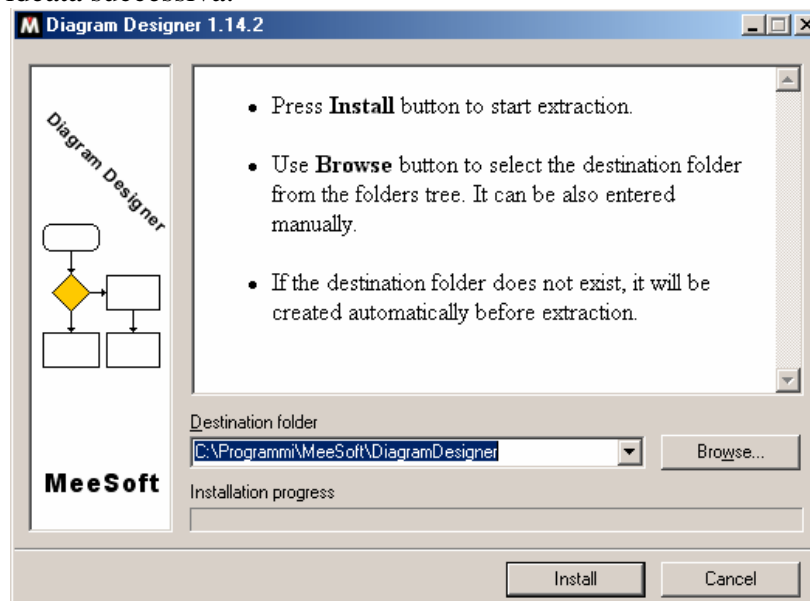 Diagram Designer 1.14.2
Diagram Designer
MeeSoft
• Press Install button to start extraction.
• Use Browse button to select the destination folder
from the folders tree. It can be also entered
manually.
• If the destination folder does not exist, it will be
created automatically before extraction.
Destination folder
C:\Programmi\MeeSoft\DiagramDesigner
Browse...
Installation progress
Install
Cancel